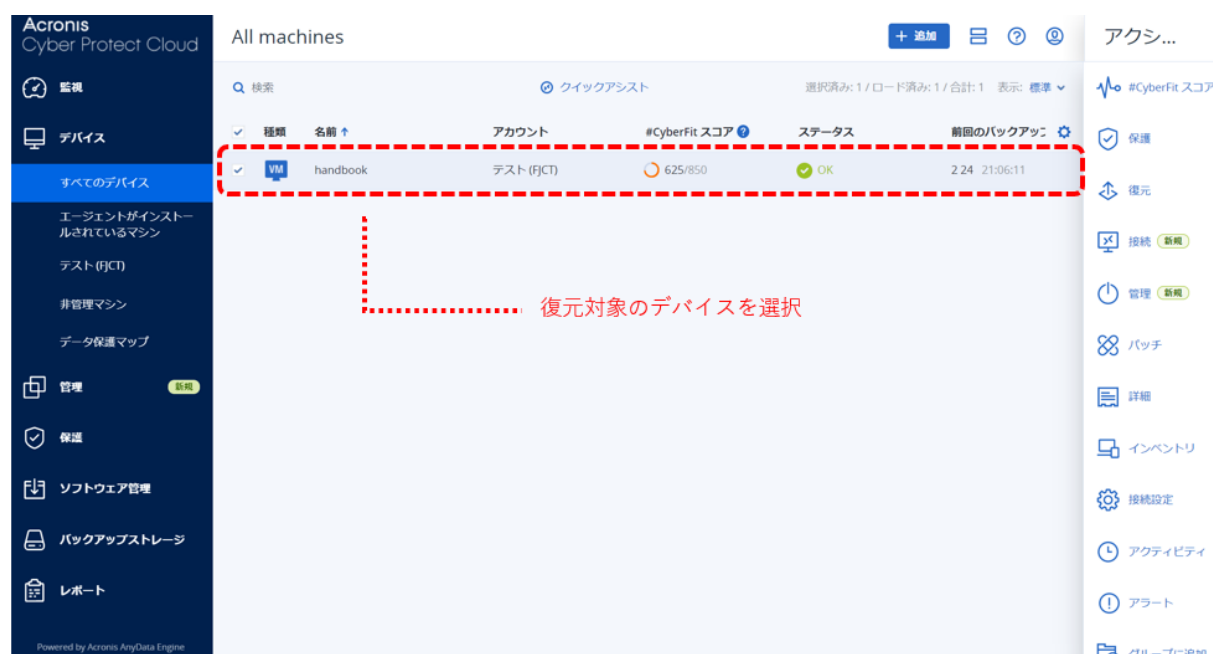 Acronis
Cyber Protect Cloud
All machines
+ 追加
アクシ...
監視
検索
クイックアシスト
選択済み: 1 / ロード済み: 1 / 合計: 1 表示: 標準
#CyberFit スコア
デバイス
種類 名前 ↑ アカウント #CyberFit スコア ? ステータス 前回のバックアップ
保護
すべてのデバイス
VM handbook テスト (FJCT) 625/850 OK 2 24 21:06:11
復元
エージェントがインストー
ルされているマシン
接続 新規
テスト (FJCT)
管理 新規
非管理マシン
復元対象のデバイスを選択
データ保護マップ
パッチ
管理 新規
詳細
保護
インベントリ
ソフトウェア管理
接続設定
バックアップストレージ
アクティビティ
レポート
アラート
Powered by Acronis AnyData Engine
グループに追加